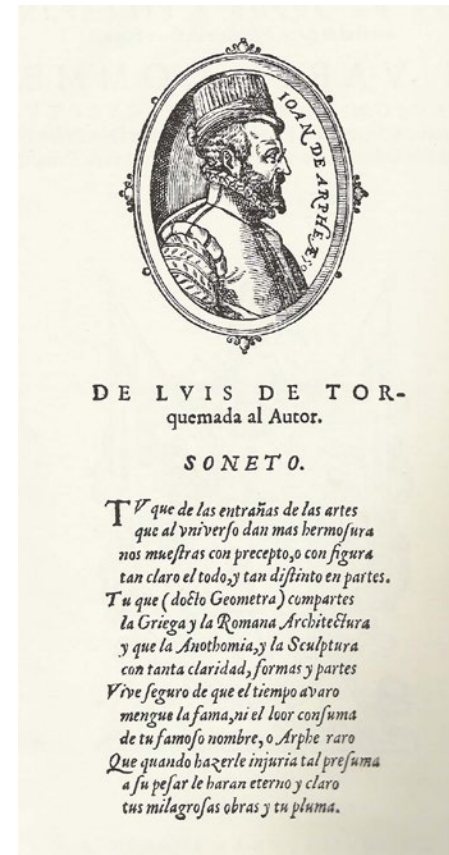 IOAN DE ARPHE Æ 50
DE LVIS DE TOR-
quemada al Autor.
SONETO.
TV que de las entrañas de las artes
que al vniuerſo dan mas hermoſura
nos mueſtras con precepto, o con figura
tan claro el todo, y tan diſtinto en partes.
Tu que (docto Geometra) compartes
la Griega y la Romana Architectura
y que la Anothomia, y la Sculptura
con tanta claridad, formas y partes
Vive ſeguro de que el tiempo avaro
mengue la fama, ni el loor conſuma
de tu famoſo nombre, o Arphe raro
Que quando hazerle injuria tal preſuma
a ſu peſar le haran eterno y claro
tus milagroſas obras y tu pluma.